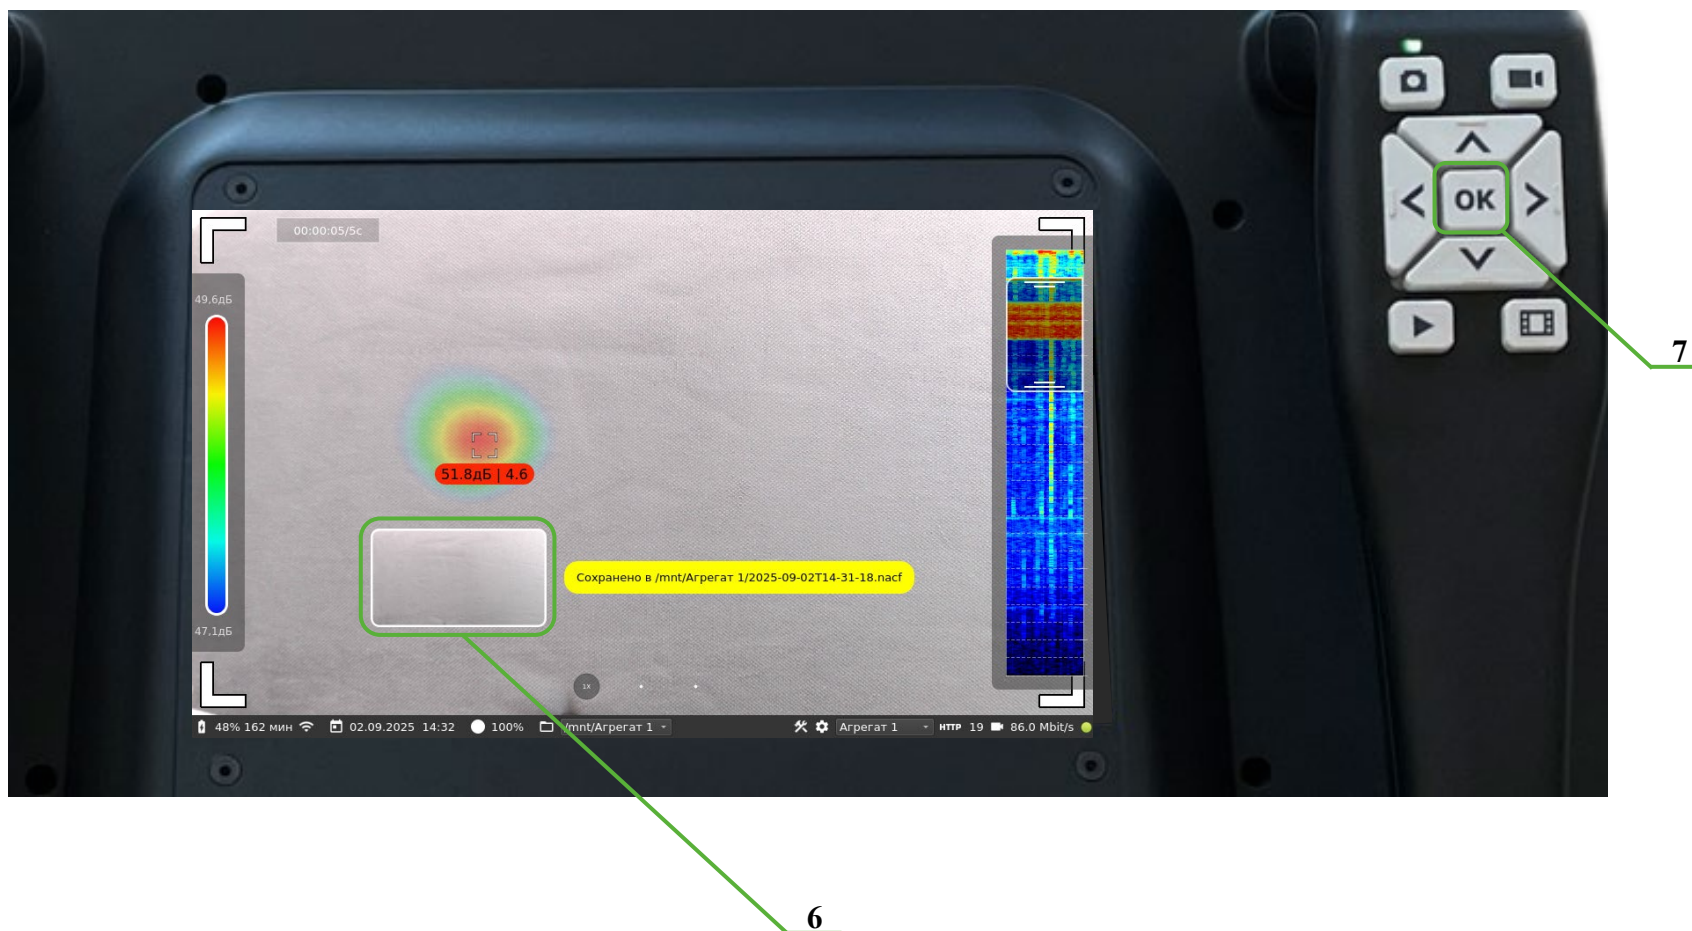 00:00:05/5с
49,6дБ
51.8дБ | 4.6
Сохранено в /mnt/Агрегат 1/2025-09-02T14-31-18.nacf
47,1дБ
1X
48% 162 мин 02.09.2025 14:32 100% /mnt/Агрегат 1 Агрегат 1 HTTP 19 86.0 Mbit/s
OK
7
6